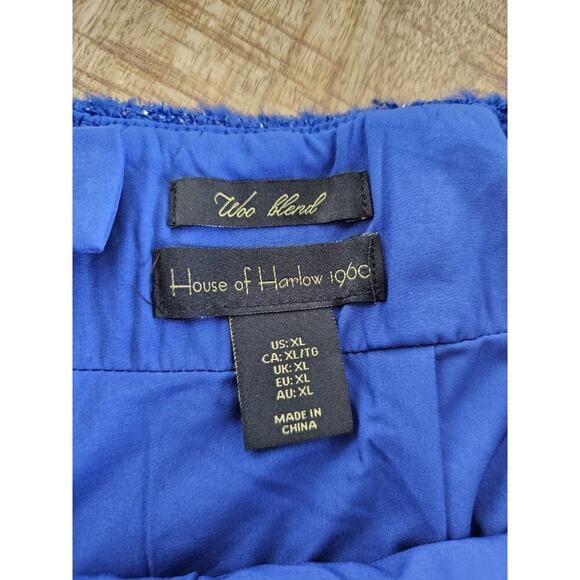 Woo blend
House of Harlow 1960
US: XL
CA: XL/TG
UK: XL
EU: XL
AU: XL
MADE IN
CHINA